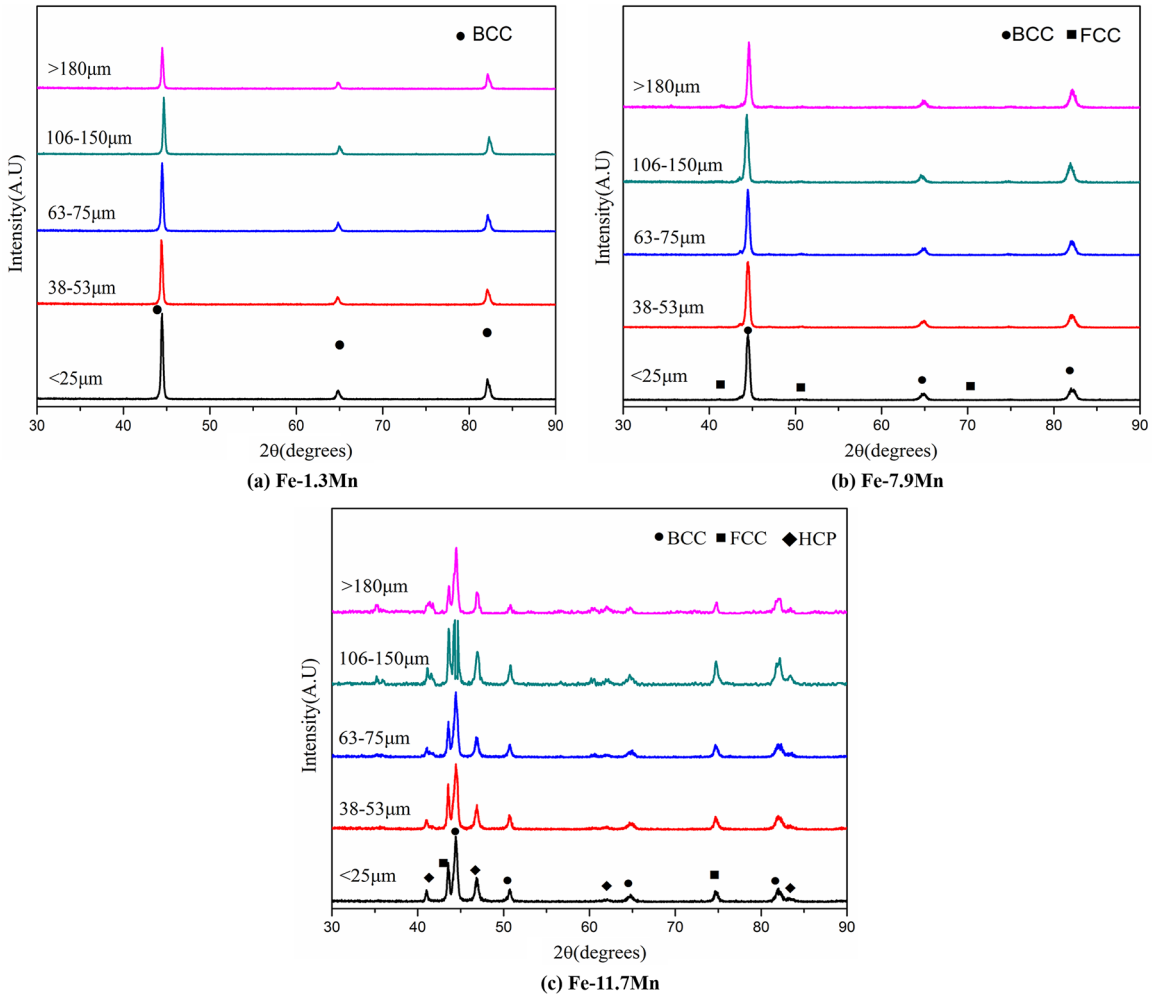 BCC
>180μm
106-150μm
63-75μm
38-53μm
<25μm
Intensity(A.U)
30 40 50 60 70 80 90
2θ(degrees)
(a) Fe-1.3Mn
BCC FCC
>180μm
106-150μm
63-75μm
38-53μm
<25μm
Intensity(A.U)
30 40 50 60 70 80 90
2θ(degrees)
(b) Fe-7.9Mn
BCC FCC HCP
>180μm
106-150μm
63-75μm
38-53μm
<25μm
Intensity(A.U)
30 40 50 60 70 80 90
2θ(degrees)
(c) Fe-11.7Mn